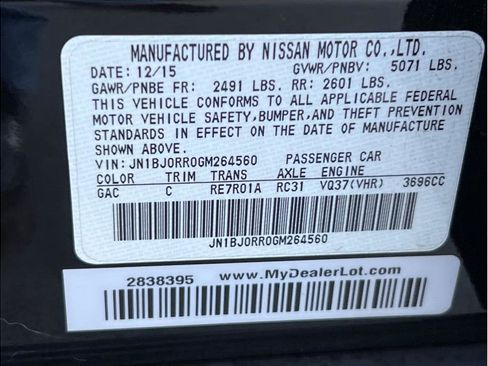 MANUFACTURED BY NISSAN MOTOR CO.,LTD.
DATE: 12/15 GVWR/PNBV: 5071 LBS.
GAWR/PNBE FR: 2491 LBS. RR: 2601 LBS.
THIS VEHICLE CONFORMS TO ALL APPLICABLE FEDERAL
MOTOR VEHICLE SAFETY,BUMPER,AND THEFT PREVENTION
STANDARDS IN EFFECT ON THE DATE OF MANUFACTURE
SHOWN ABOVE.
VIN: JN1BJ0RR0GM264560 PASSENGER CAR
COLOR TRIM TRANS AXLE ENGINE
GAC C RE7R01A RC31 VQ37(VHR) 3696CC
JN1BJ0RR0GM264560
2838395 www.MyDealerLot.com